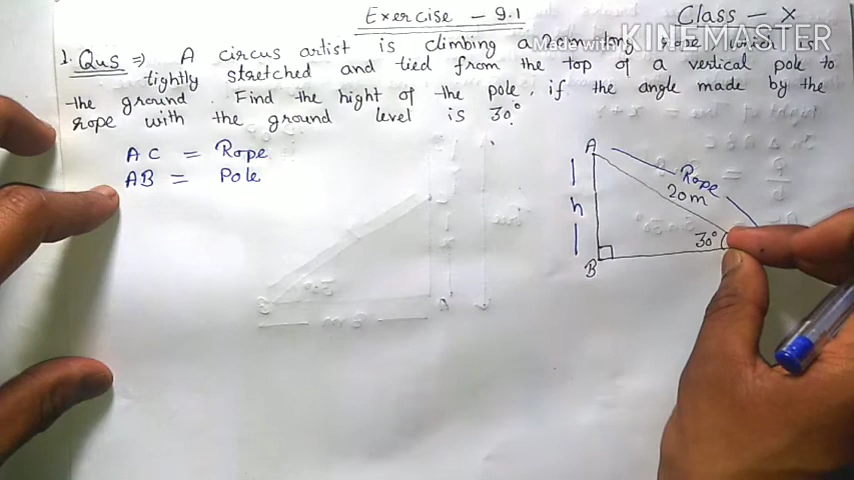 Exercise - 9.1
Class - X
1. Qus ⇒ A circus artist is climbing a 20m long rope, which is
tightly stretched and tied from the top of a vertical pole to
the ground. Find the hight of the pole, if the angle made by the
rope with the ground level is 30°.
AC = Rope
AB = Pole
A
Rope
20m
h
30°
B
Made with KINEMASTER